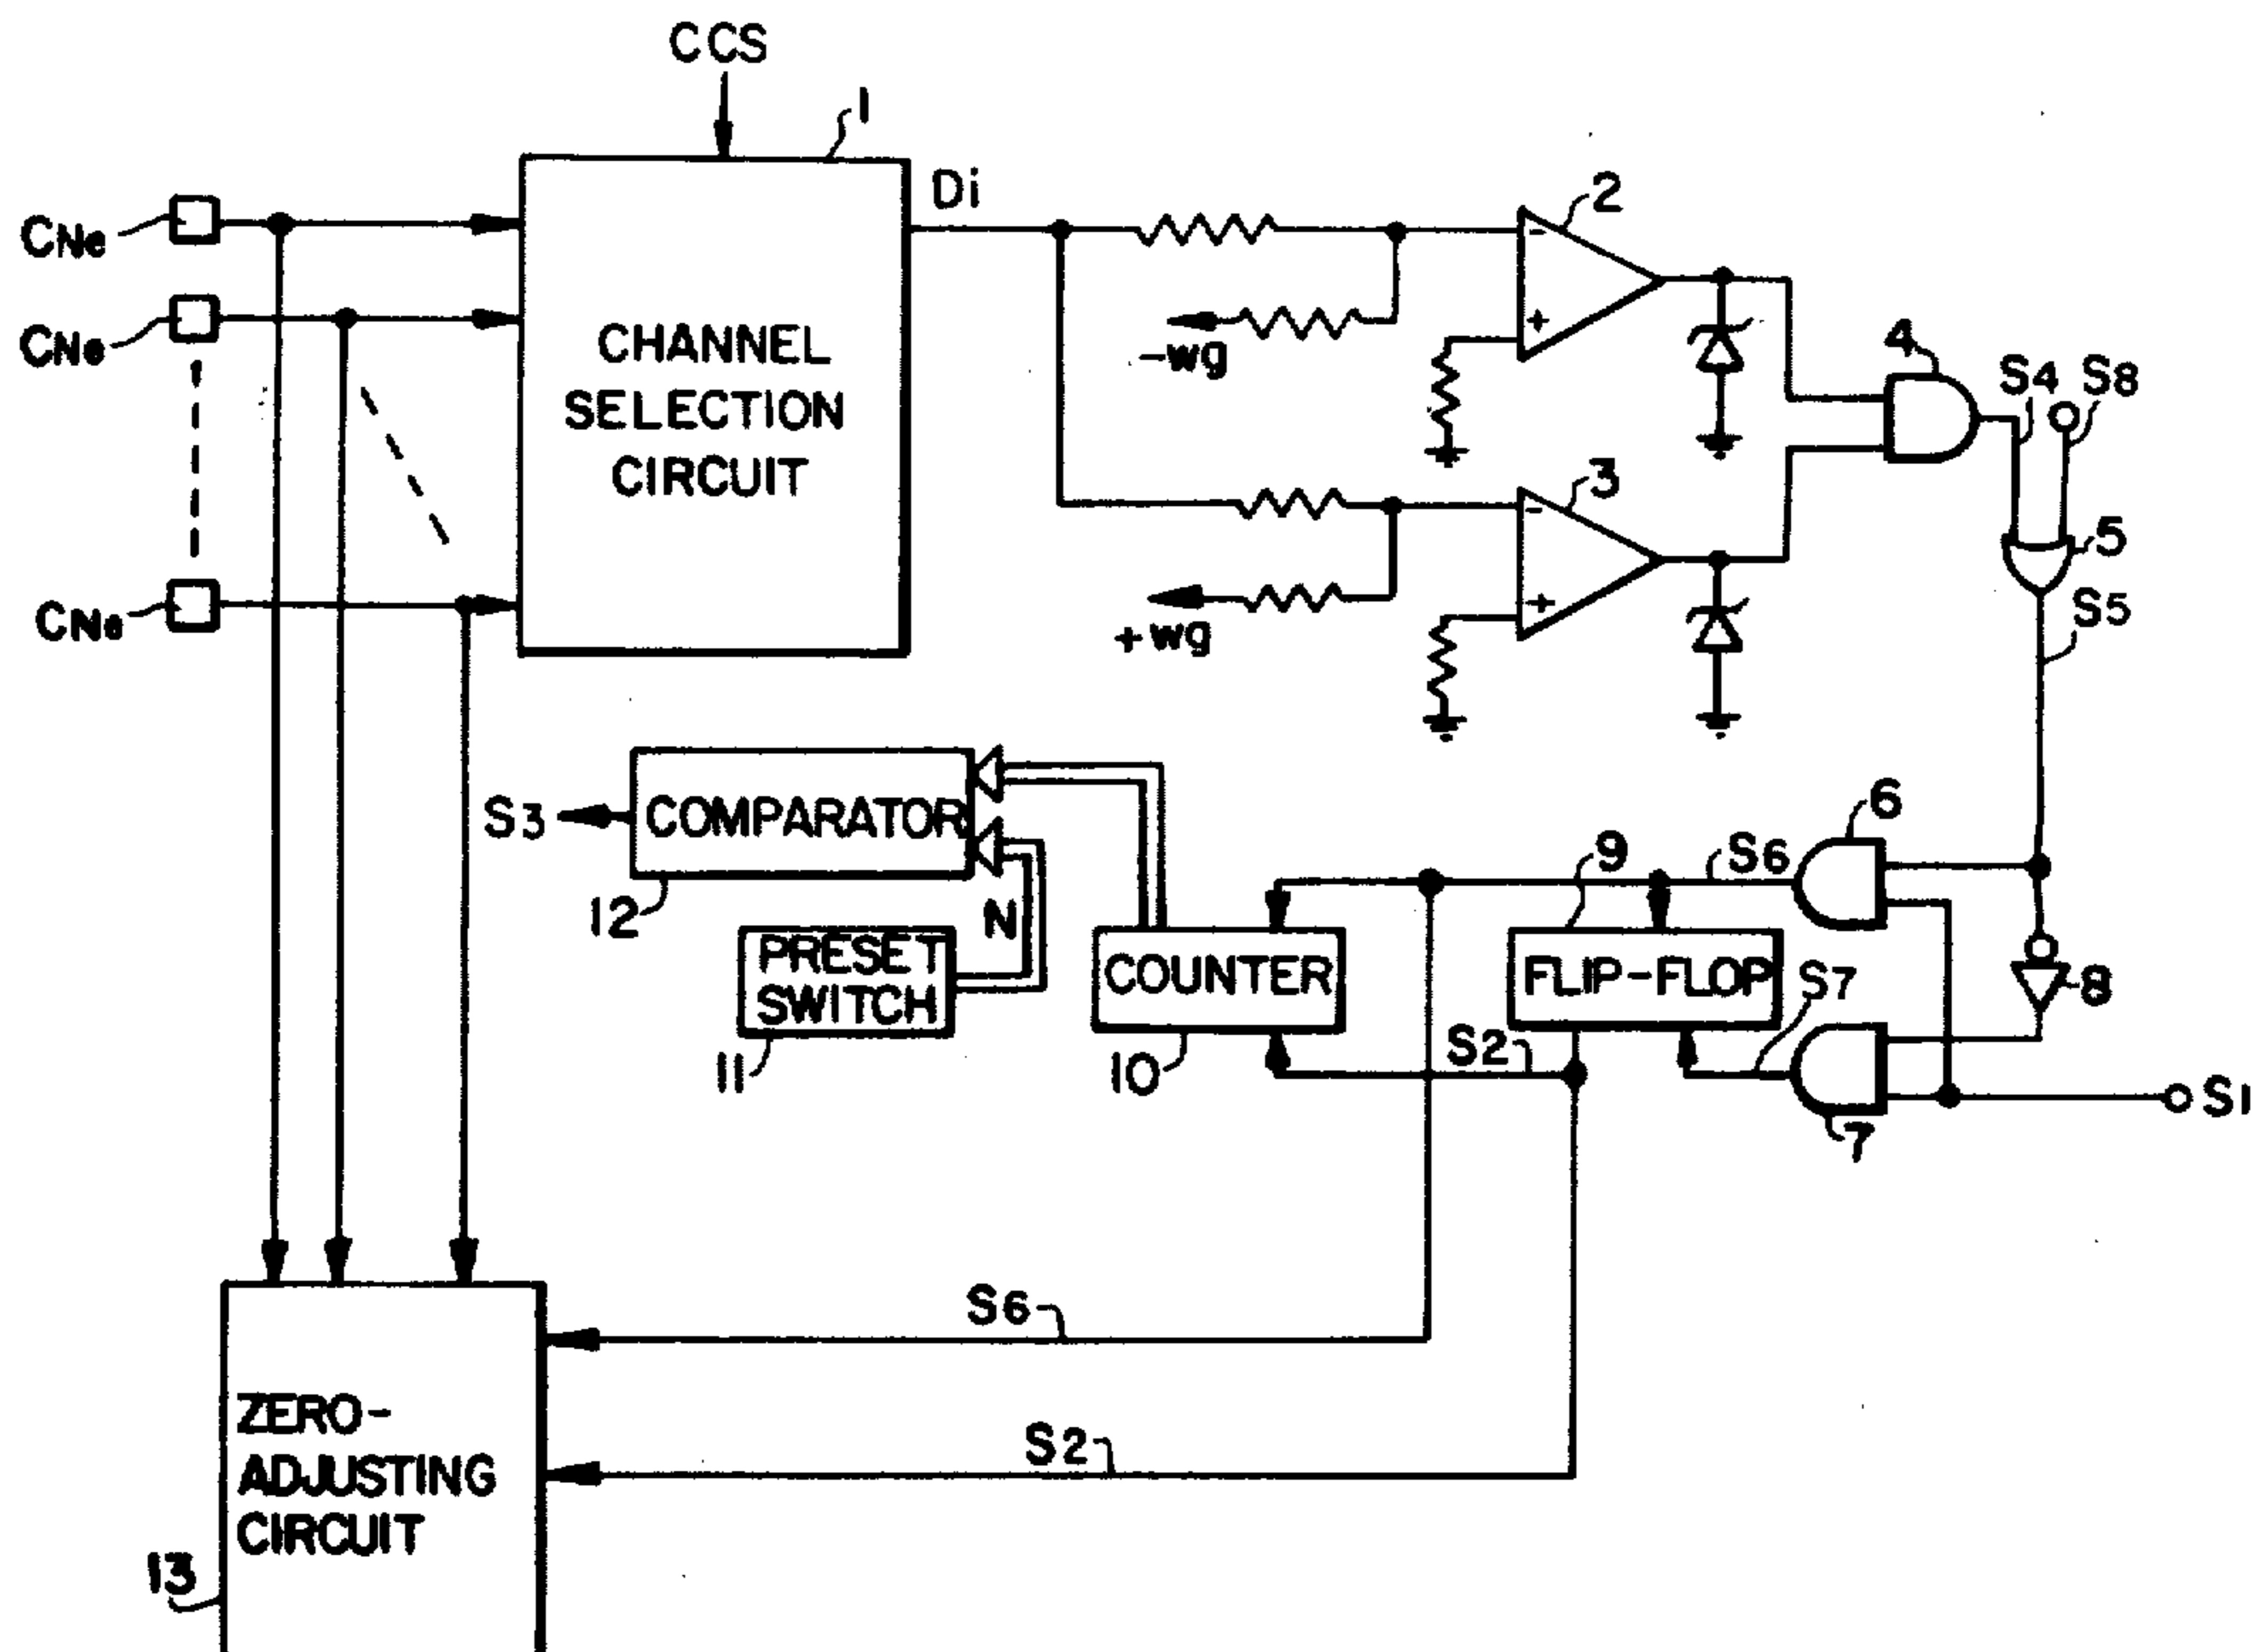 CCS
1
Di
2
CNe
CNe
CNe
CHANNEL
SELECTION
CIRCUIT
-
+
-wg
4
S4
S8
3
-
+
+wg
5
S5
S3
COMPARATOR
12
N
PRESET
SWITCH
11
COUNTER
10
9
FLIP-FLOP
S6
6
S7
8
S2
7
S1
S6
S2
ZERO-
ADJUSTING
CIRCUIT
13